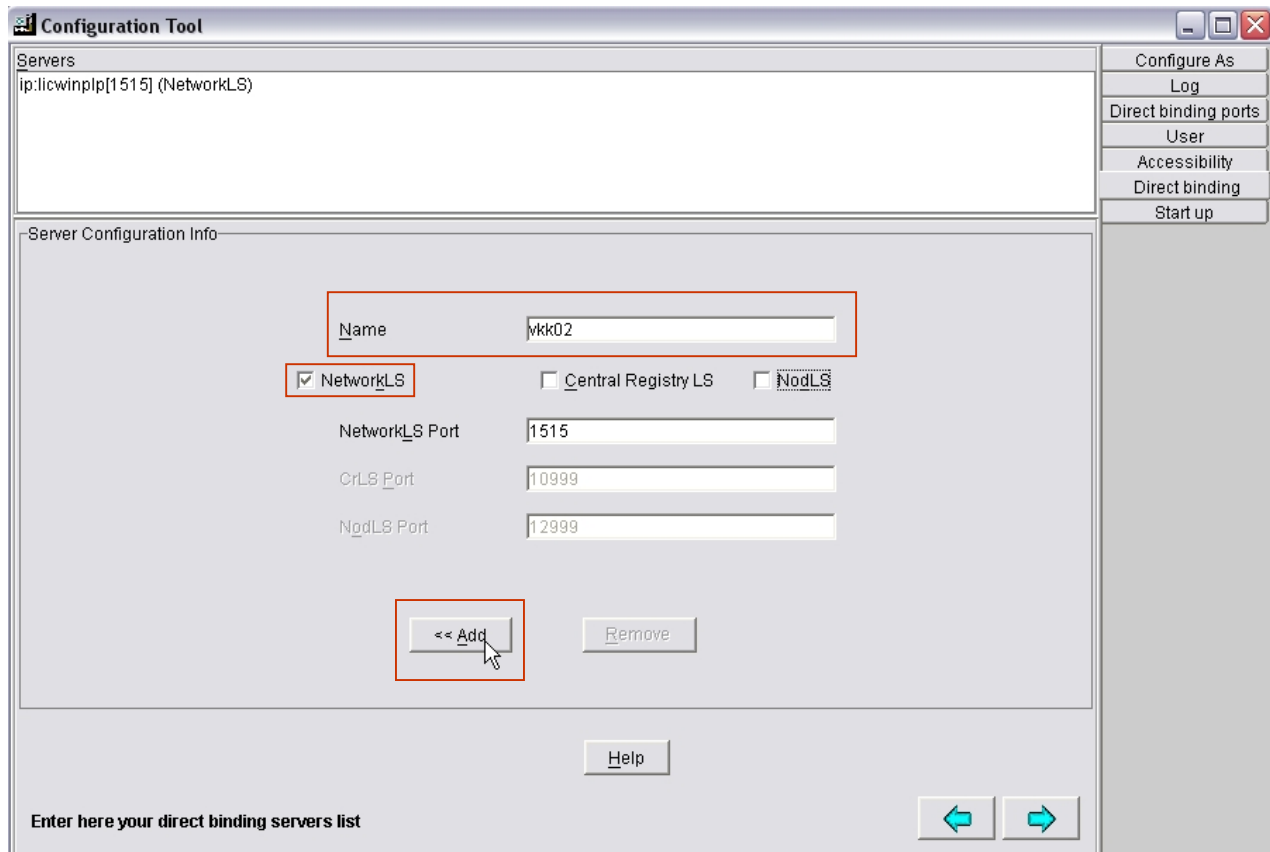 Configuration Tool
Servers
ip:licwinplp[1515] (NetworkLS)
Configure As
Log
Direct binding ports
User
Accessibility
Direct binding
Start up
Server Configuration Info
Name vkk02
NetworkLS Central Registry LS NodLS
NetworkLS Port 1515
CrLS Port 10999
NodLS Port 12999
<< Add Remove
Help
Enter here your direct binding servers list